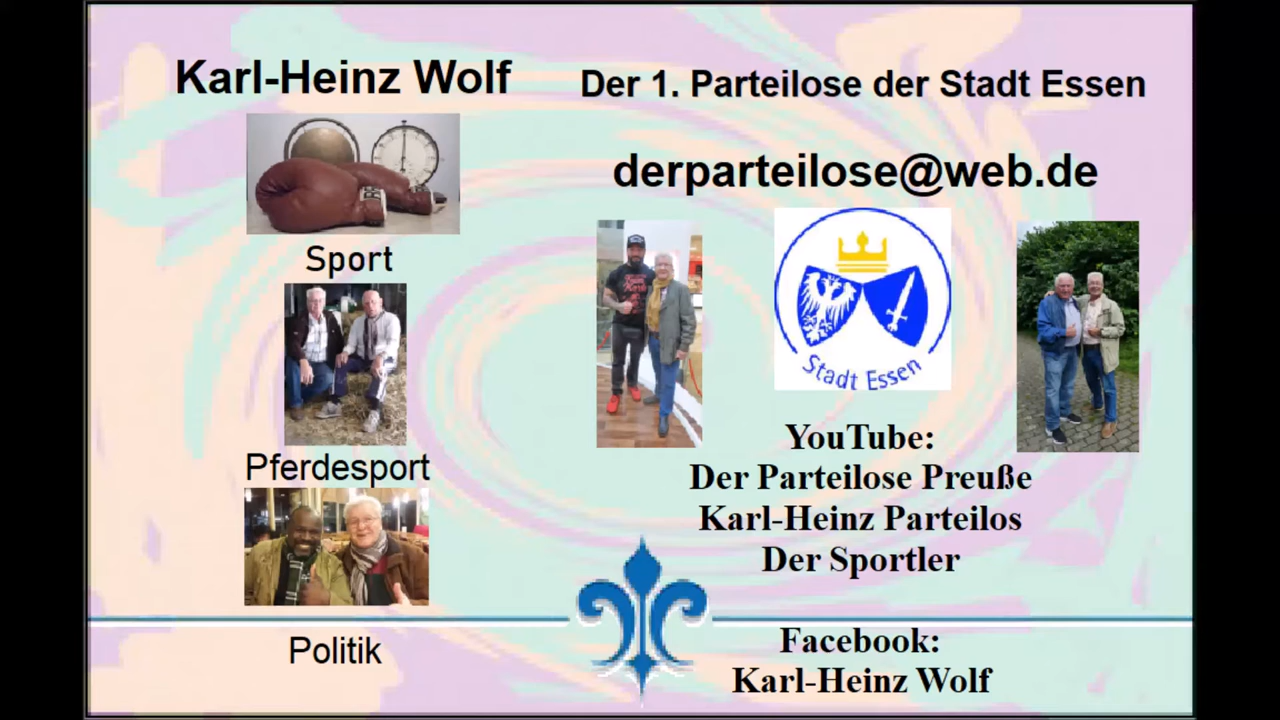 Karl-Heinz Wolf
Der 1. Parteilose der Stadt Essen
derparteilose@web.de
Sport
Pferdesport
Politik
Stadt Essen
YouTube:
Der Parteilose Preuße
Karl-Heinz Parteilos
Der Sportler
Facebook:
Karl-Heinz Wolf